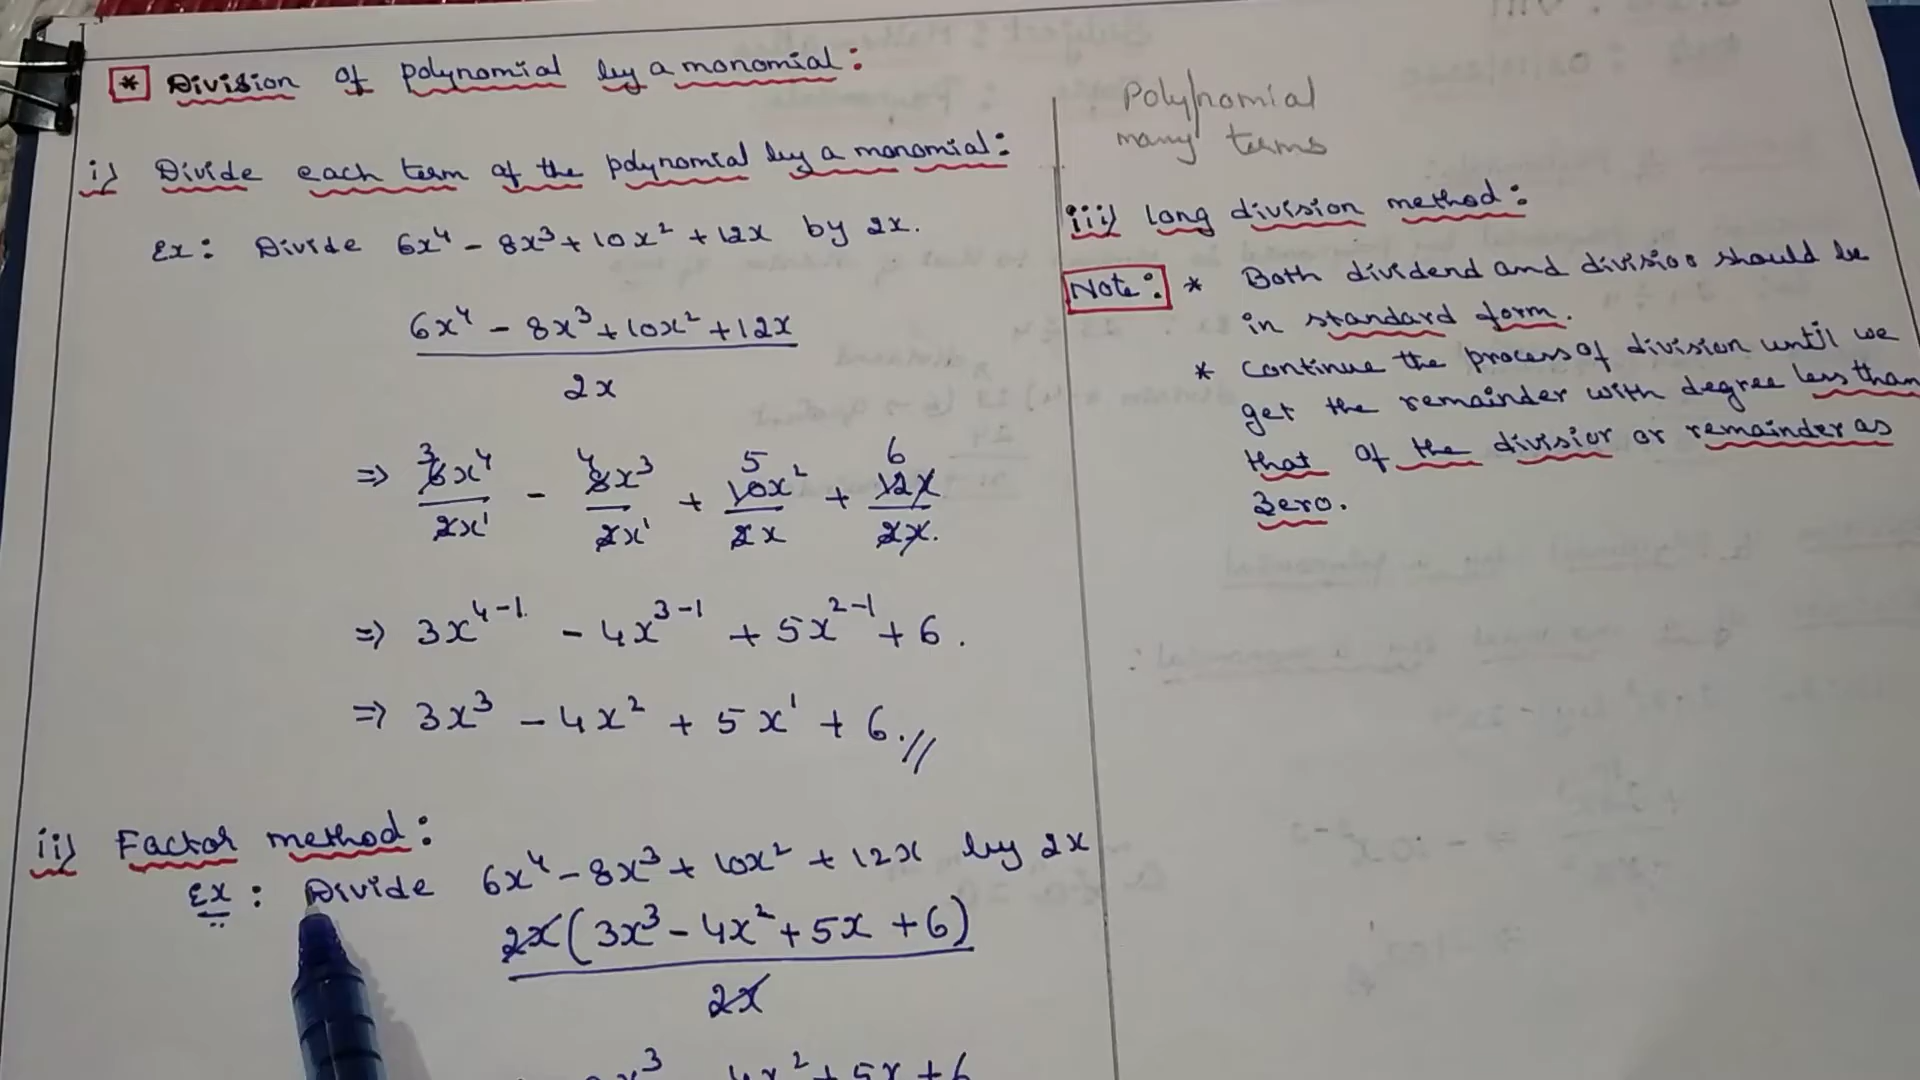 * Division of polynomial by a monomial:
i) Divide each term of the polynomial by a monomial:
Ex: Divide 6x⁴ - 8x³ + 10x² + 12x by 2x.
6x⁴ - 8x³ + 10x² + 12x
2x
3 4 5 6
⇒ 6x⁴ - 8x³ + 10x² + 12x
2x¹ 2x¹ 2x 2x.
⇒ 3x⁴⁻¹ - 4x³⁻¹ + 5x²⁻¹ + 6.
⇒ 3x³ - 4x² + 5x¹ + 6.//
ii) Factor method:
Ex: Divide 6x⁴ - 8x³ + 10x² + 12x by 2x
2x(3x³ - 4x² + 5x + 6)
2x
x³ 4x² + 5x + 6
Polynomial
many terms
iii) long division method:
Note: * Both dividend and division should be
in standard form.
* continue the process of division until we
get the remainder with degree less than
that of the divisior or remainder as
zero.